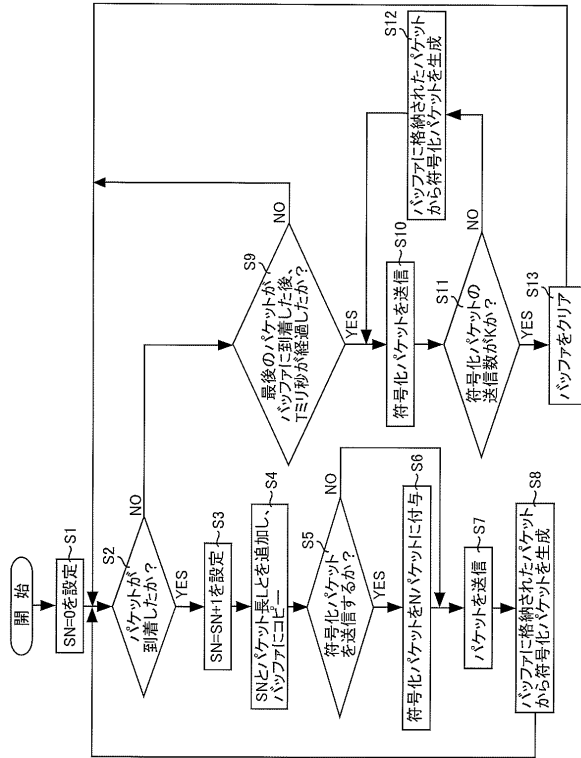 開始
S1
SN=0を設定
S2
パケットが
到着したか?
NO
YES
S3
SN=SN+1を設定
S4
SNとパケット長Lとを追加し、
バッファにコピー
S5
符号化パケット
を送信するか?
NO
YES
S6
符号化パケットをNパケットに付与
S7
パケットを送信
S8
バッファに格納されたパケット
から符号化パケットを生成
S9
最後のパケットが
バッファに到着した後、
Tミリ秒が経過したか?
NO
YES
S10
符号化パケットを送信
S11
符号化パケットの
送信数がKか?
NO
YES
S12
バッファに格納されたパケット
から符号化パケットを生成
S13
バッファをクリア